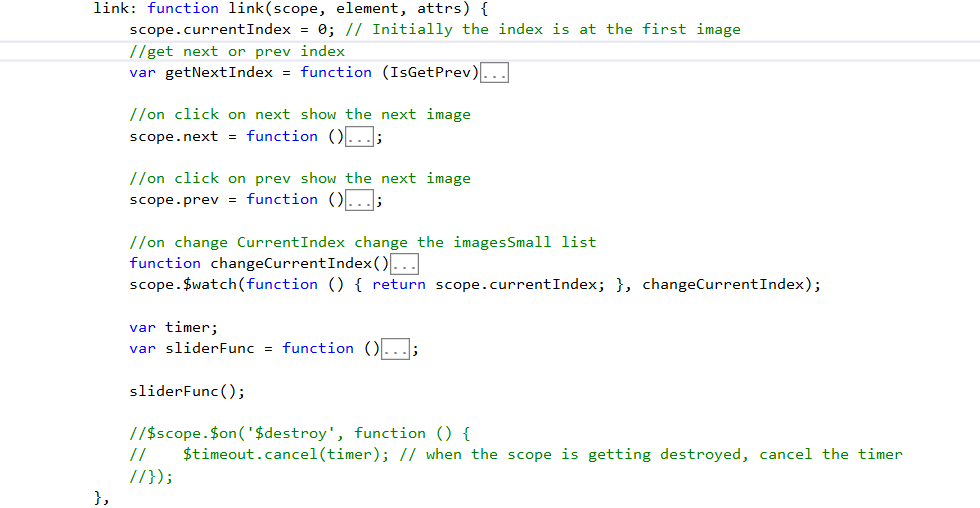 link: function link(scope, element, attrs) {
scope.currentIndex = 0; // Initially the index is at the first image
//get next or prev index
var getNextIndex = function (IsGetPrev)...
//on click on next show the next image
scope.next = function ()...;
//on click on prev show the next image
scope.prev = function ()...;
//on change CurrentIndex change the imagesSmall list
function changeCurrentIndex()...
scope.$watch(function () { return scope.currentIndex; }, changeCurrentIndex);
var timer;
var sliderFunc = function ()...;
sliderFunc();
//$scope.$on('$destroy', function () {
//    $timeout.cancel(timer); // when the scope is getting destroyed, cancel the timer
//});
},